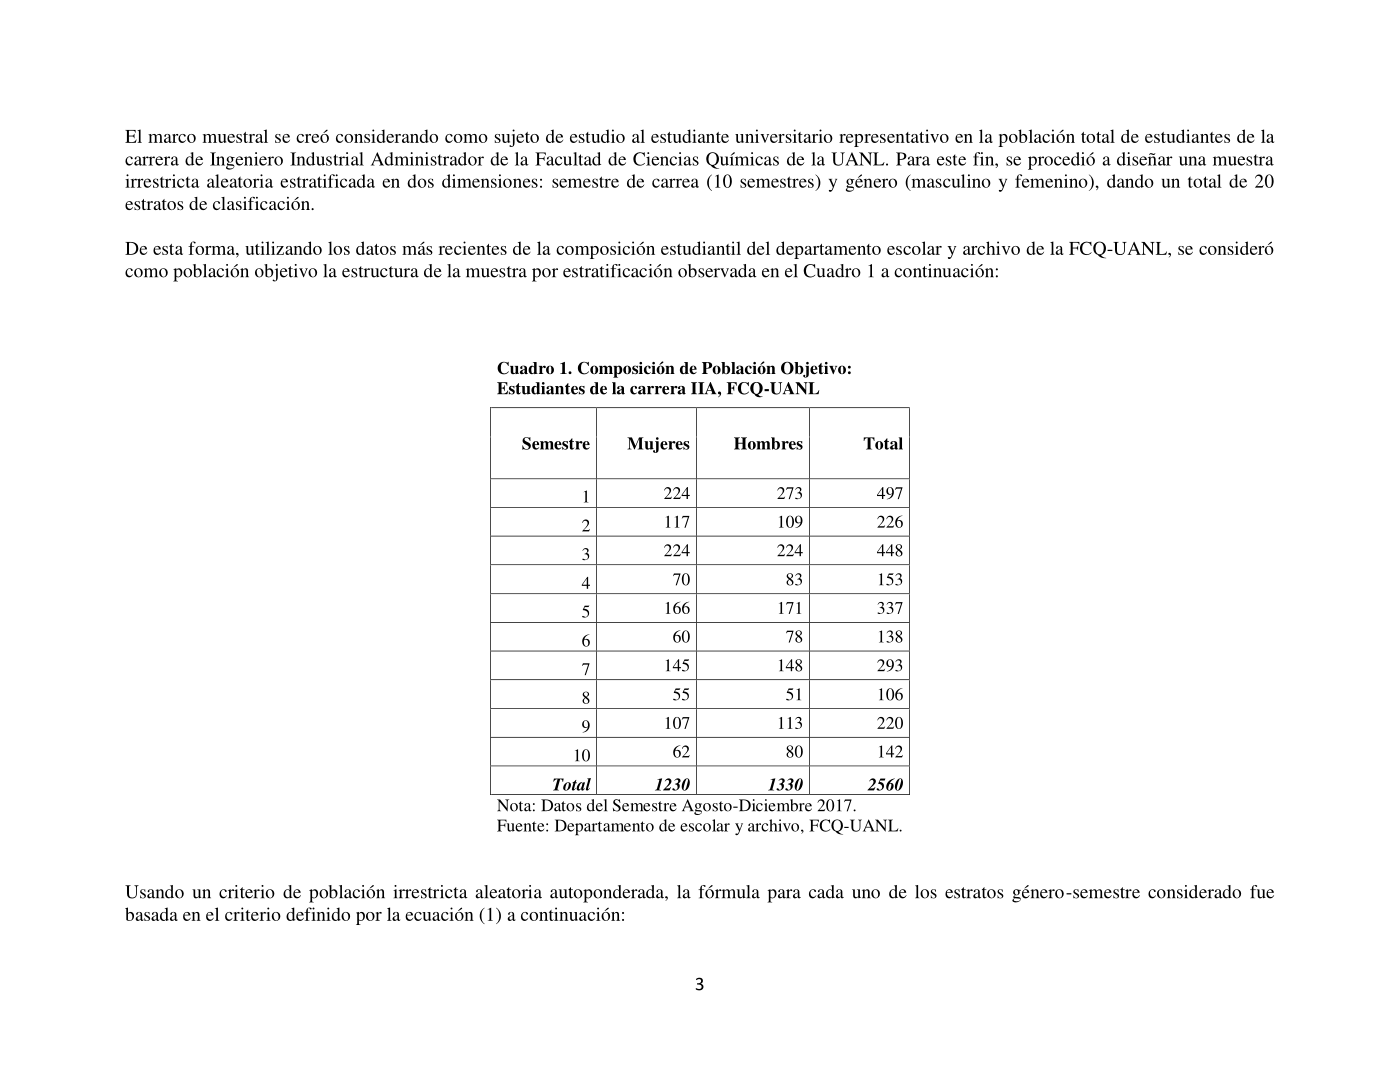 El marco muestral se creó considerando como sujeto de estudio al estudiante universitario representativo en la población total de estudiantes de la
carrera de Ingeniero Industrial Administrador de la Facultad de Ciencias Químicas de la UANL. Para este fin, se procedió a diseñar una muestra
irrestricta aleatoria estratificada en dos dimensiones: semestre de carrea (10 semestres) y género (masculino y femenino), dando un total de 20
estratos de clasificación.
De esta forma, utilizando los datos más recientes de la composición estudiantil del departamento escolar y archivo de la FCQ-UANL, se consideró
como población objetivo la estructura de la muestra por estratificación observada en el Cuadro 1 a continuación:
Cuadro 1. Composición de Población Objetivo:
Estudiantes de la carrera IIA, FCQ-UANL
Semestre Mujeres Hombres Total
1 224 273 497
2 117 109 226
3 224 224 448
4 70 83 153
5 166 171 337
6 60 78 138
7 145 148 293
8 55 51 106
9 107 113 220
10 62 80 142
Total 1230 1330 2560
Nota: Datos del Semestre Agosto-Diciembre 2017.
Fuente: Departamento de escolar y archivo, FCQ-UANL.
Usando un criterio de población irrestricta aleatoria autoponderada, la fórmula para cada uno de los estratos género-semestre considerado fue
basada en el criterio definido por la ecuación (1) a continuación:
3